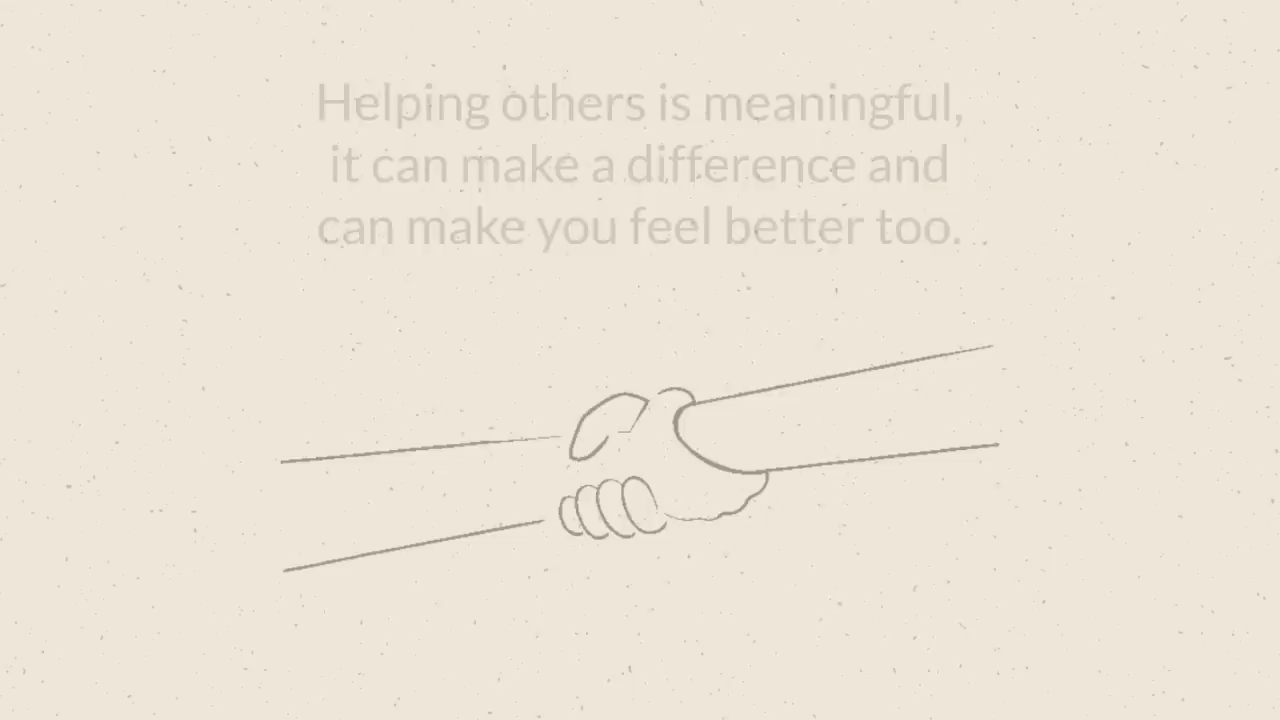 Helping others is meaningful,
it can make a difference and
can make you feel better too.